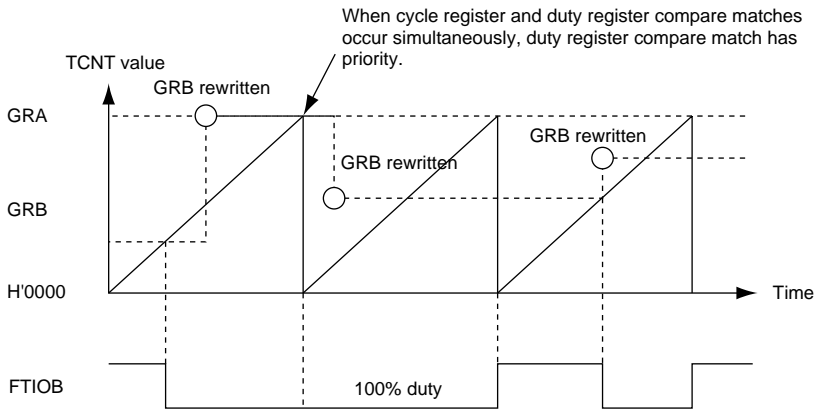 When cycle register and duty register compare matches
occur simultaneously, duty register compare match has
priority.
TCNT value
GRB rewritten
GRA
GRB rewritten
GRB rewritten
GRB
H'0000
Time
FTIOB
100% duty